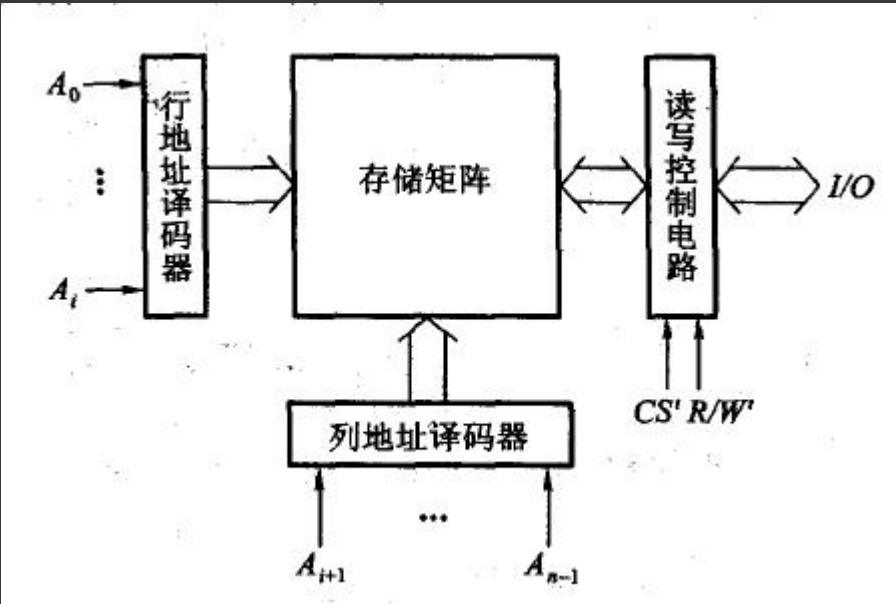 A₀
⋮
Aᵢ
行地址译码器
存储矩阵
读写控制电路
I/O
CS' R/W'
列地址译码器
Aᵢ₊₁
…
Aₙ₋₁